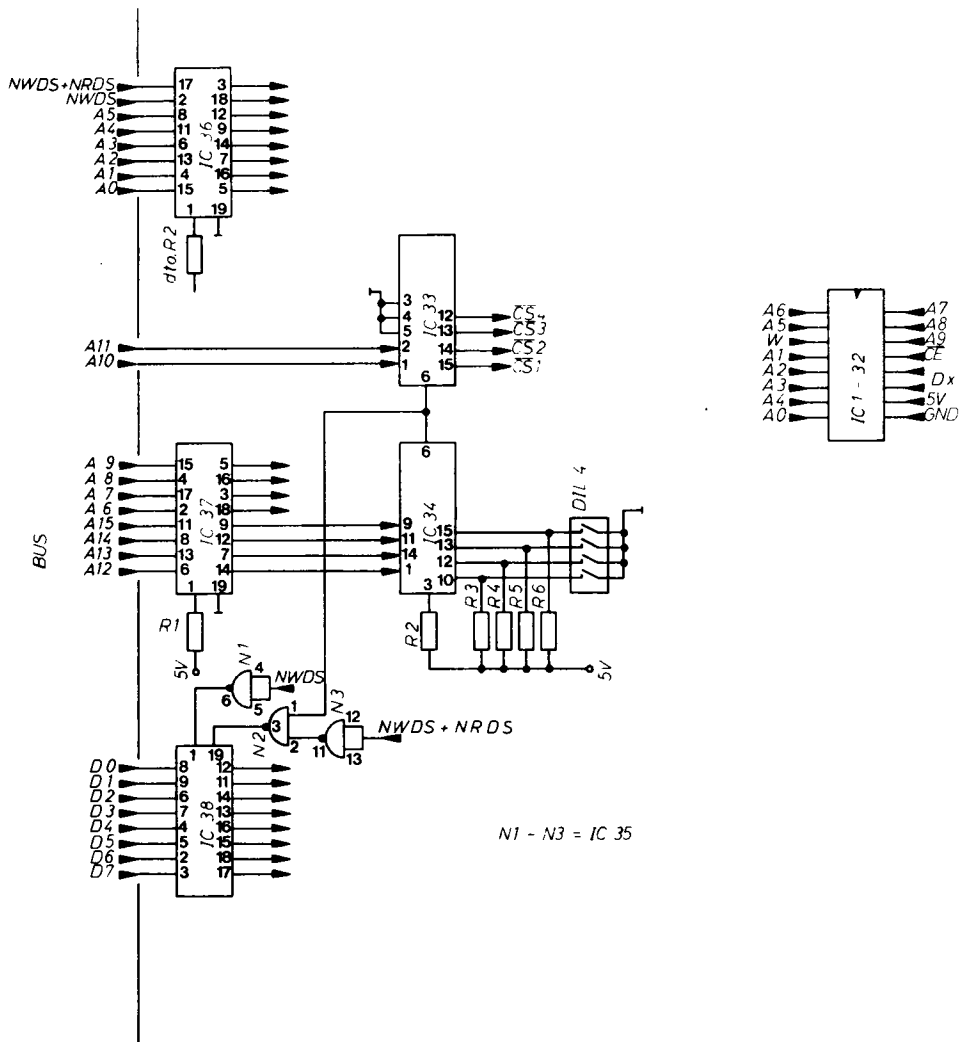 NWDS+NRDS 17 3
NWDS 2 18
A5 8 12
A4 11 9
A3 6 14
A2 13 7
A1 4 16
A0 15 5
IC 36
1 19
dto.R2
3
4
5
IC 33
12 CS4
13 CS3
A11 2 14 CS2
A10 1 15 CS1
6
A6 A7
A5 A8
W A9
A1 CE
A2
A3 Dx
A4 5V
A0 GND
IC 1 - 32
6
BUS
A 9 15 5
A 8 4 16
A 7 17 3
A 6 2 18
A15 11 9
A14 8 12
A13 13 7
A12 6 14
IC 37
1 19
9 15
11 13
14 12
1 10
IC 34
3
DIL 4
R1
R2
R3
R4
R5
R6
5V
5V
N1
4
5
6
NWDS
N2
1
2
3
N3
12
13
11
NWDS + NRDS
1 19
D0 8 12
D1 9 11
D2 6 14
D3 7 13
D4 4 16
D5 5 15
D6 2 18
D7 3 17
IC 38
N1 - N3 = IC 35